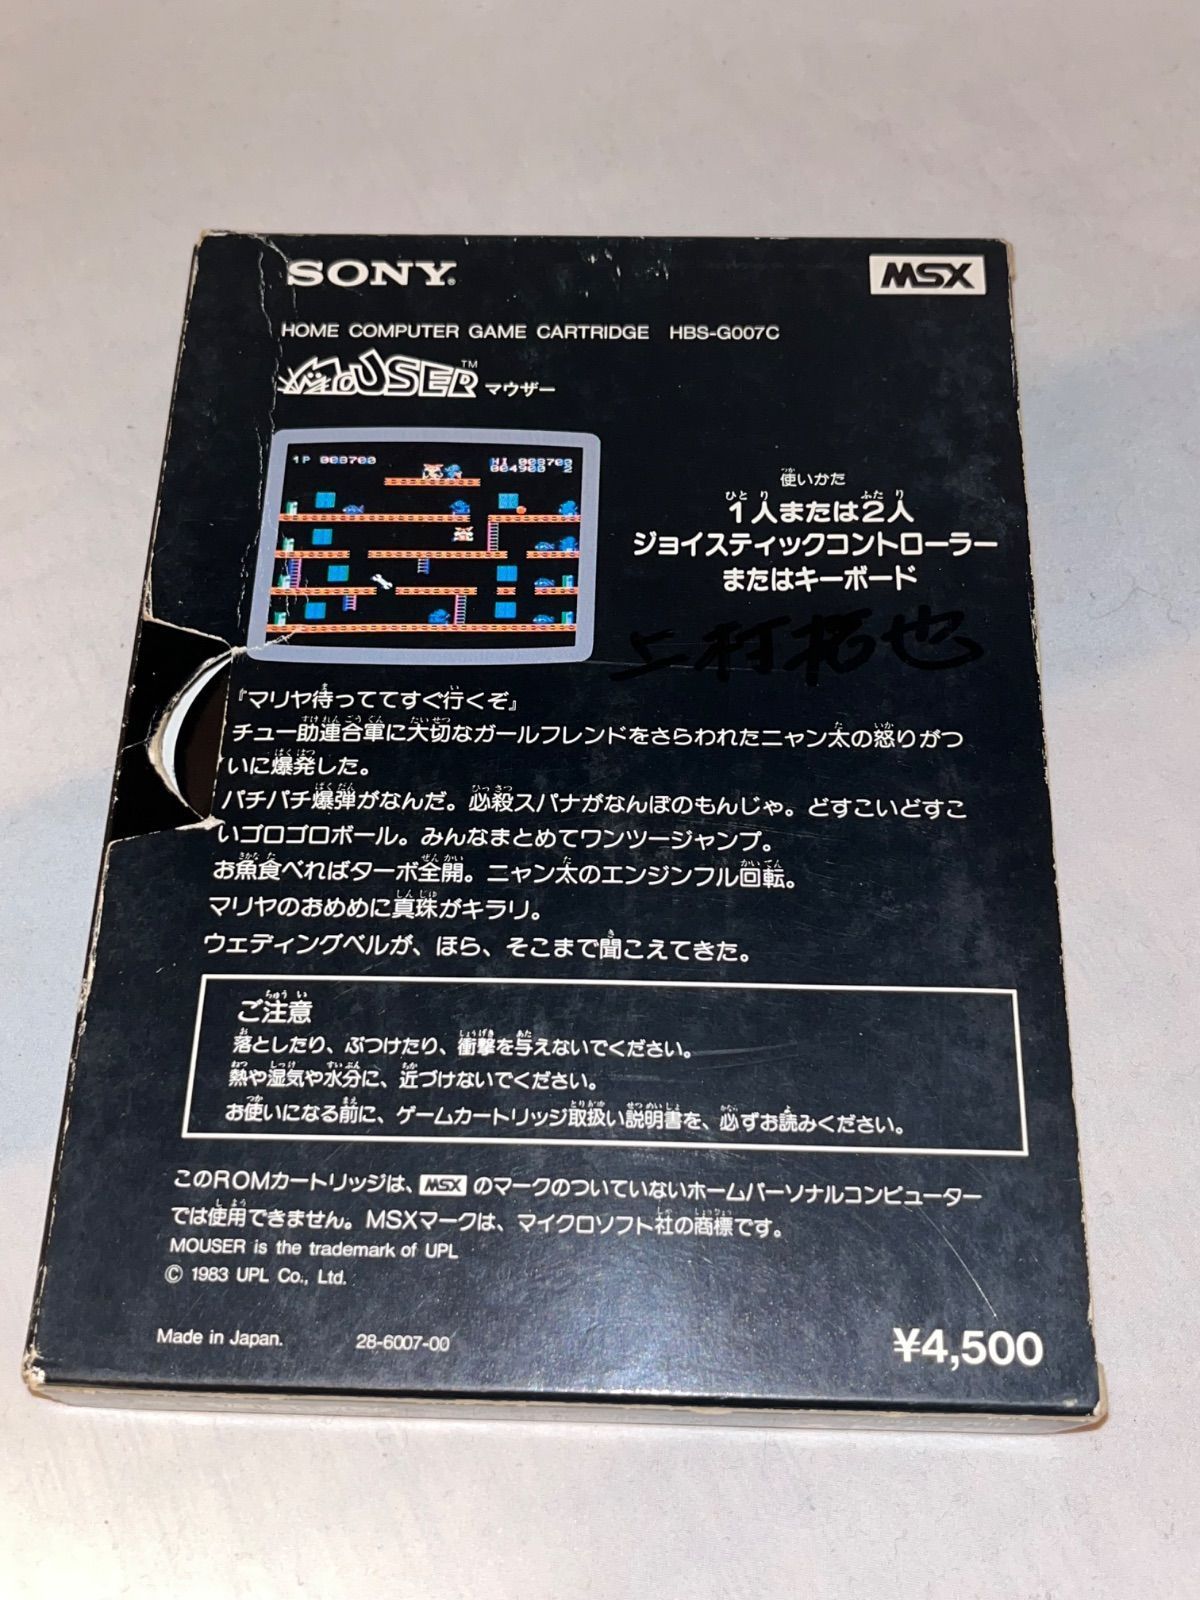 SONY®
MSX
HOME COMPUTER GAME CARTRIDGE HBS-G007C
MOUSER™ マウザー
1P 008700 HI 008700
004900 2
使いかた
1人または2人
ジョイスティックコントローラー
またはキーボード
上村拓也
『マリヤ待っててすぐ行くぞ』
チュー助連合軍に大切なガールフレンドをさらわれたニャン太の怒りがつ
いに爆発した。
パチパチ爆弾がなんだ。必殺スパナがなんぼのもんじゃ。どすこいどすこ
いゴロゴロボール。みんなまとめてワンツージャンプ。
お魚食べればターボ全開。ニャン太のエンジンフル回転。
マリヤのおめめに真珠がキラリ。
ウェディングベルが、ほら、そこまで聞こえてきた。
ご注意
落としたり、ぶつけたり、衝撃を与えないでください。
熱や湿気や水分に、近づけないでください。
お使いになる前に、ゲームカートリッジ取扱い説明書を、必ずお読みください。
このROMカートリッジは、MSXのマークのついていないホームパーソナルコンピューター
では使用できません。MSXマークは、マイクロソフト社の商標です。
MOUSER is the trademark of UPL
© 1983 UPL Co., Ltd.
Made in Japan. 28-6007-00
¥4,500